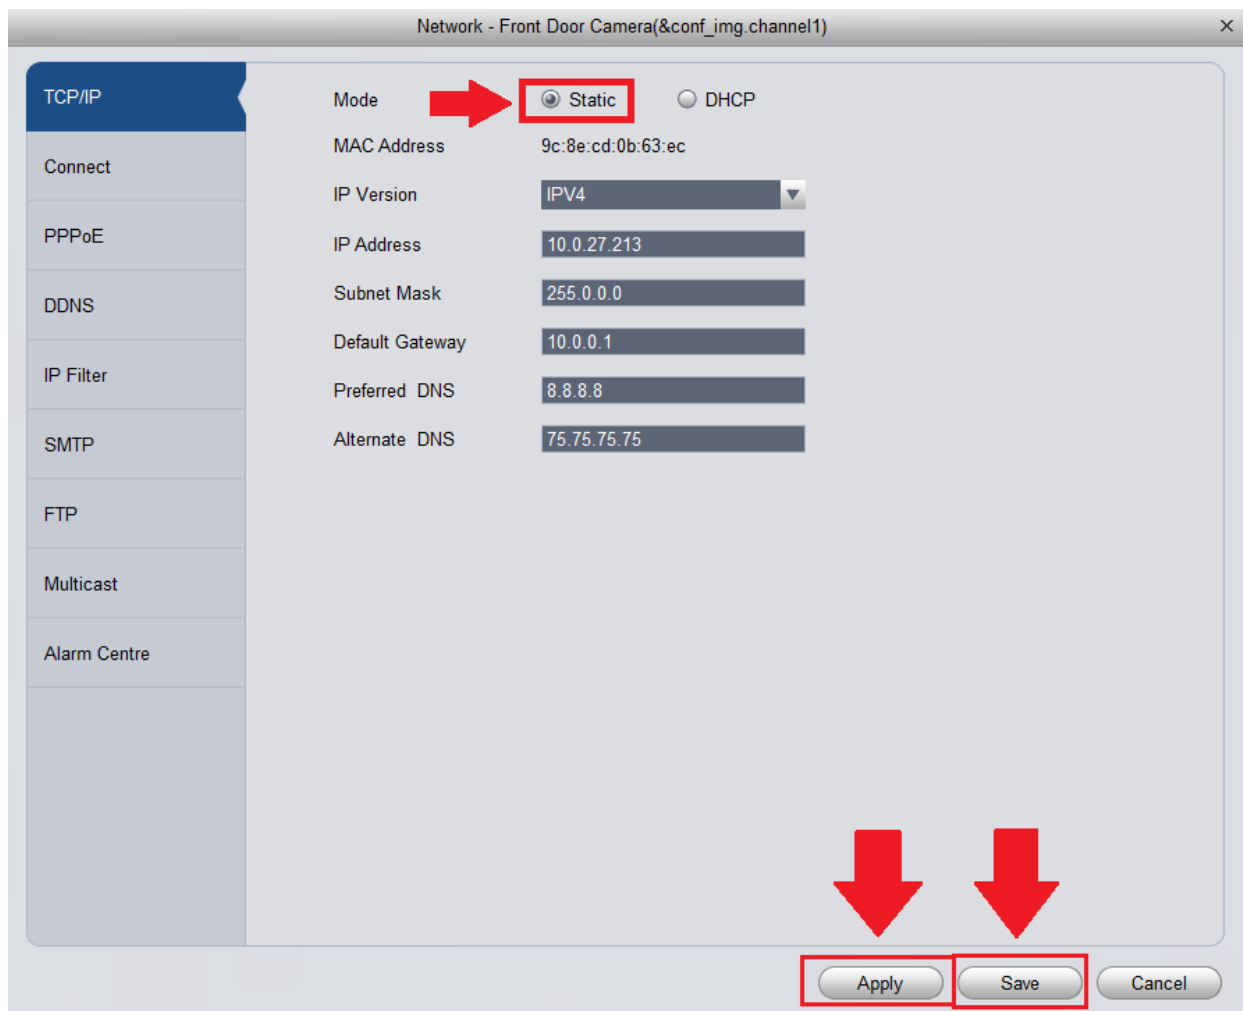 Network - Front Door Camera(&conf_img.channel1)
TCP/IP
Connect
PPPoE
DDNS
IP Filter
SMTP
FTP
Multicast
Alarm Centre
Mode Static DHCP
MAC Address 9c:8e:cd:0b:63:ec
IP Version IPV4
IP Address 10.0.27.213
Subnet Mask 255.0.0.0
Default Gateway 10.0.0.1
Preferred DNS 8.8.8.8
Alternate DNS 75.75.75.75
Apply Save Cancel